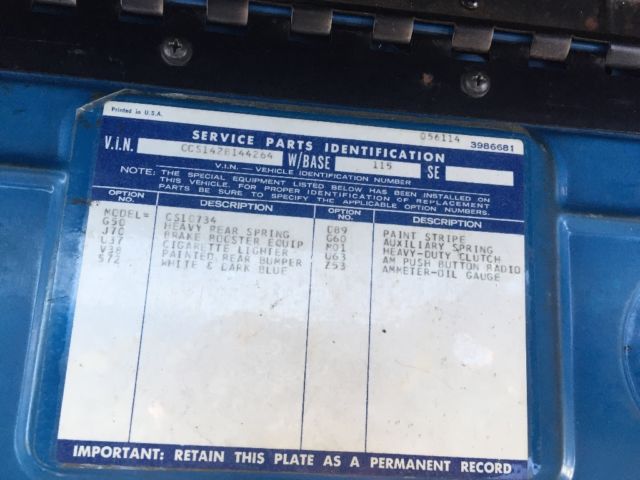 Printed in U.S.A. 056114 3986681
SERVICE PARTS IDENTIFICATION
V.I.N. CCS142B144264 W/BASE 115 SE
V.I.N. — VEHICLE IDENTIFICATION NUMBER
NOTE: THE SPECIAL EQUIPMENT LISTED BELOW HAS BEEN INSTALLED ON
THIS VEHICLE. FOR PROPER IDENTIFICATION OF REPLACEMENT
PARTS BE SURE TO SPECIFY THE APPLICABLE OPTION NUMBERS.
OPTION NO. DESCRIPTION OPTION NO. DESCRIPTION
MODEL= CS10734 D89 PAINT STRIPE
G50 HEAVY REAR SPRING G60 AUXILIARY SPRING
J70 BRAKE BOOSTER EQUIP M01 HEAVY-DUTY CLUTCH
U37 CIGARETTE LIGHTER U63 AM PUSH BUTTON RADIO
V38 PAINTED REAR BUMPER Z53 AMMETER-OIL GAUGE
572 WHITE & DARK BLUE
IMPORTANT: RETAIN THIS PLATE AS A PERMANENT RECORD